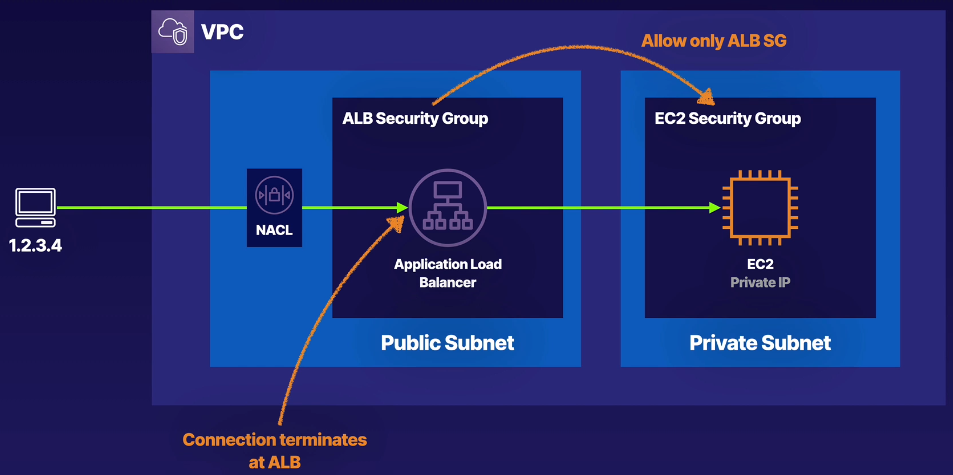 VPC
Allow only ALB SG
ALB Security Group
EC2 Security Group
1.2.3.4
NACL
Application Load
Balancer
EC2
Private IP
Public Subnet
Private Subnet
Connection terminates
at ALB